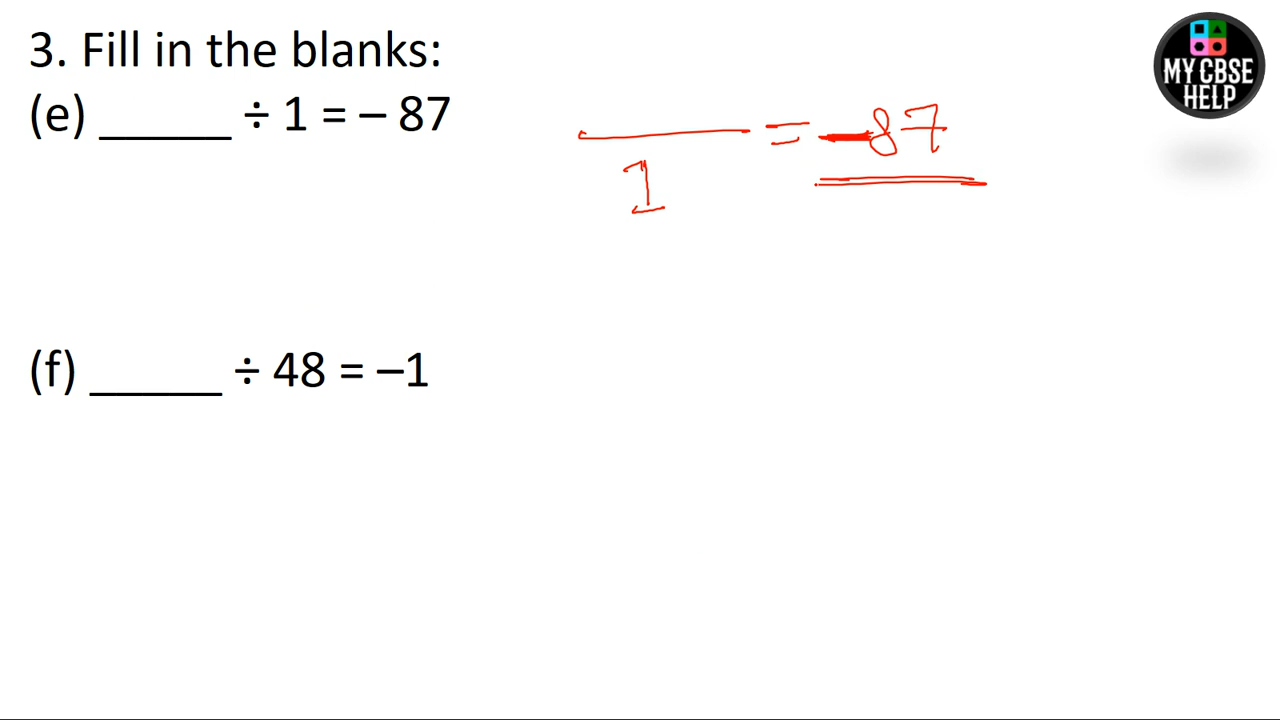 3. Fill in the blanks:
(e) ______ ÷ 1 = – 87
______ = –87
1
(f) ______ ÷ 48 = –1
MY CBSE
HELP